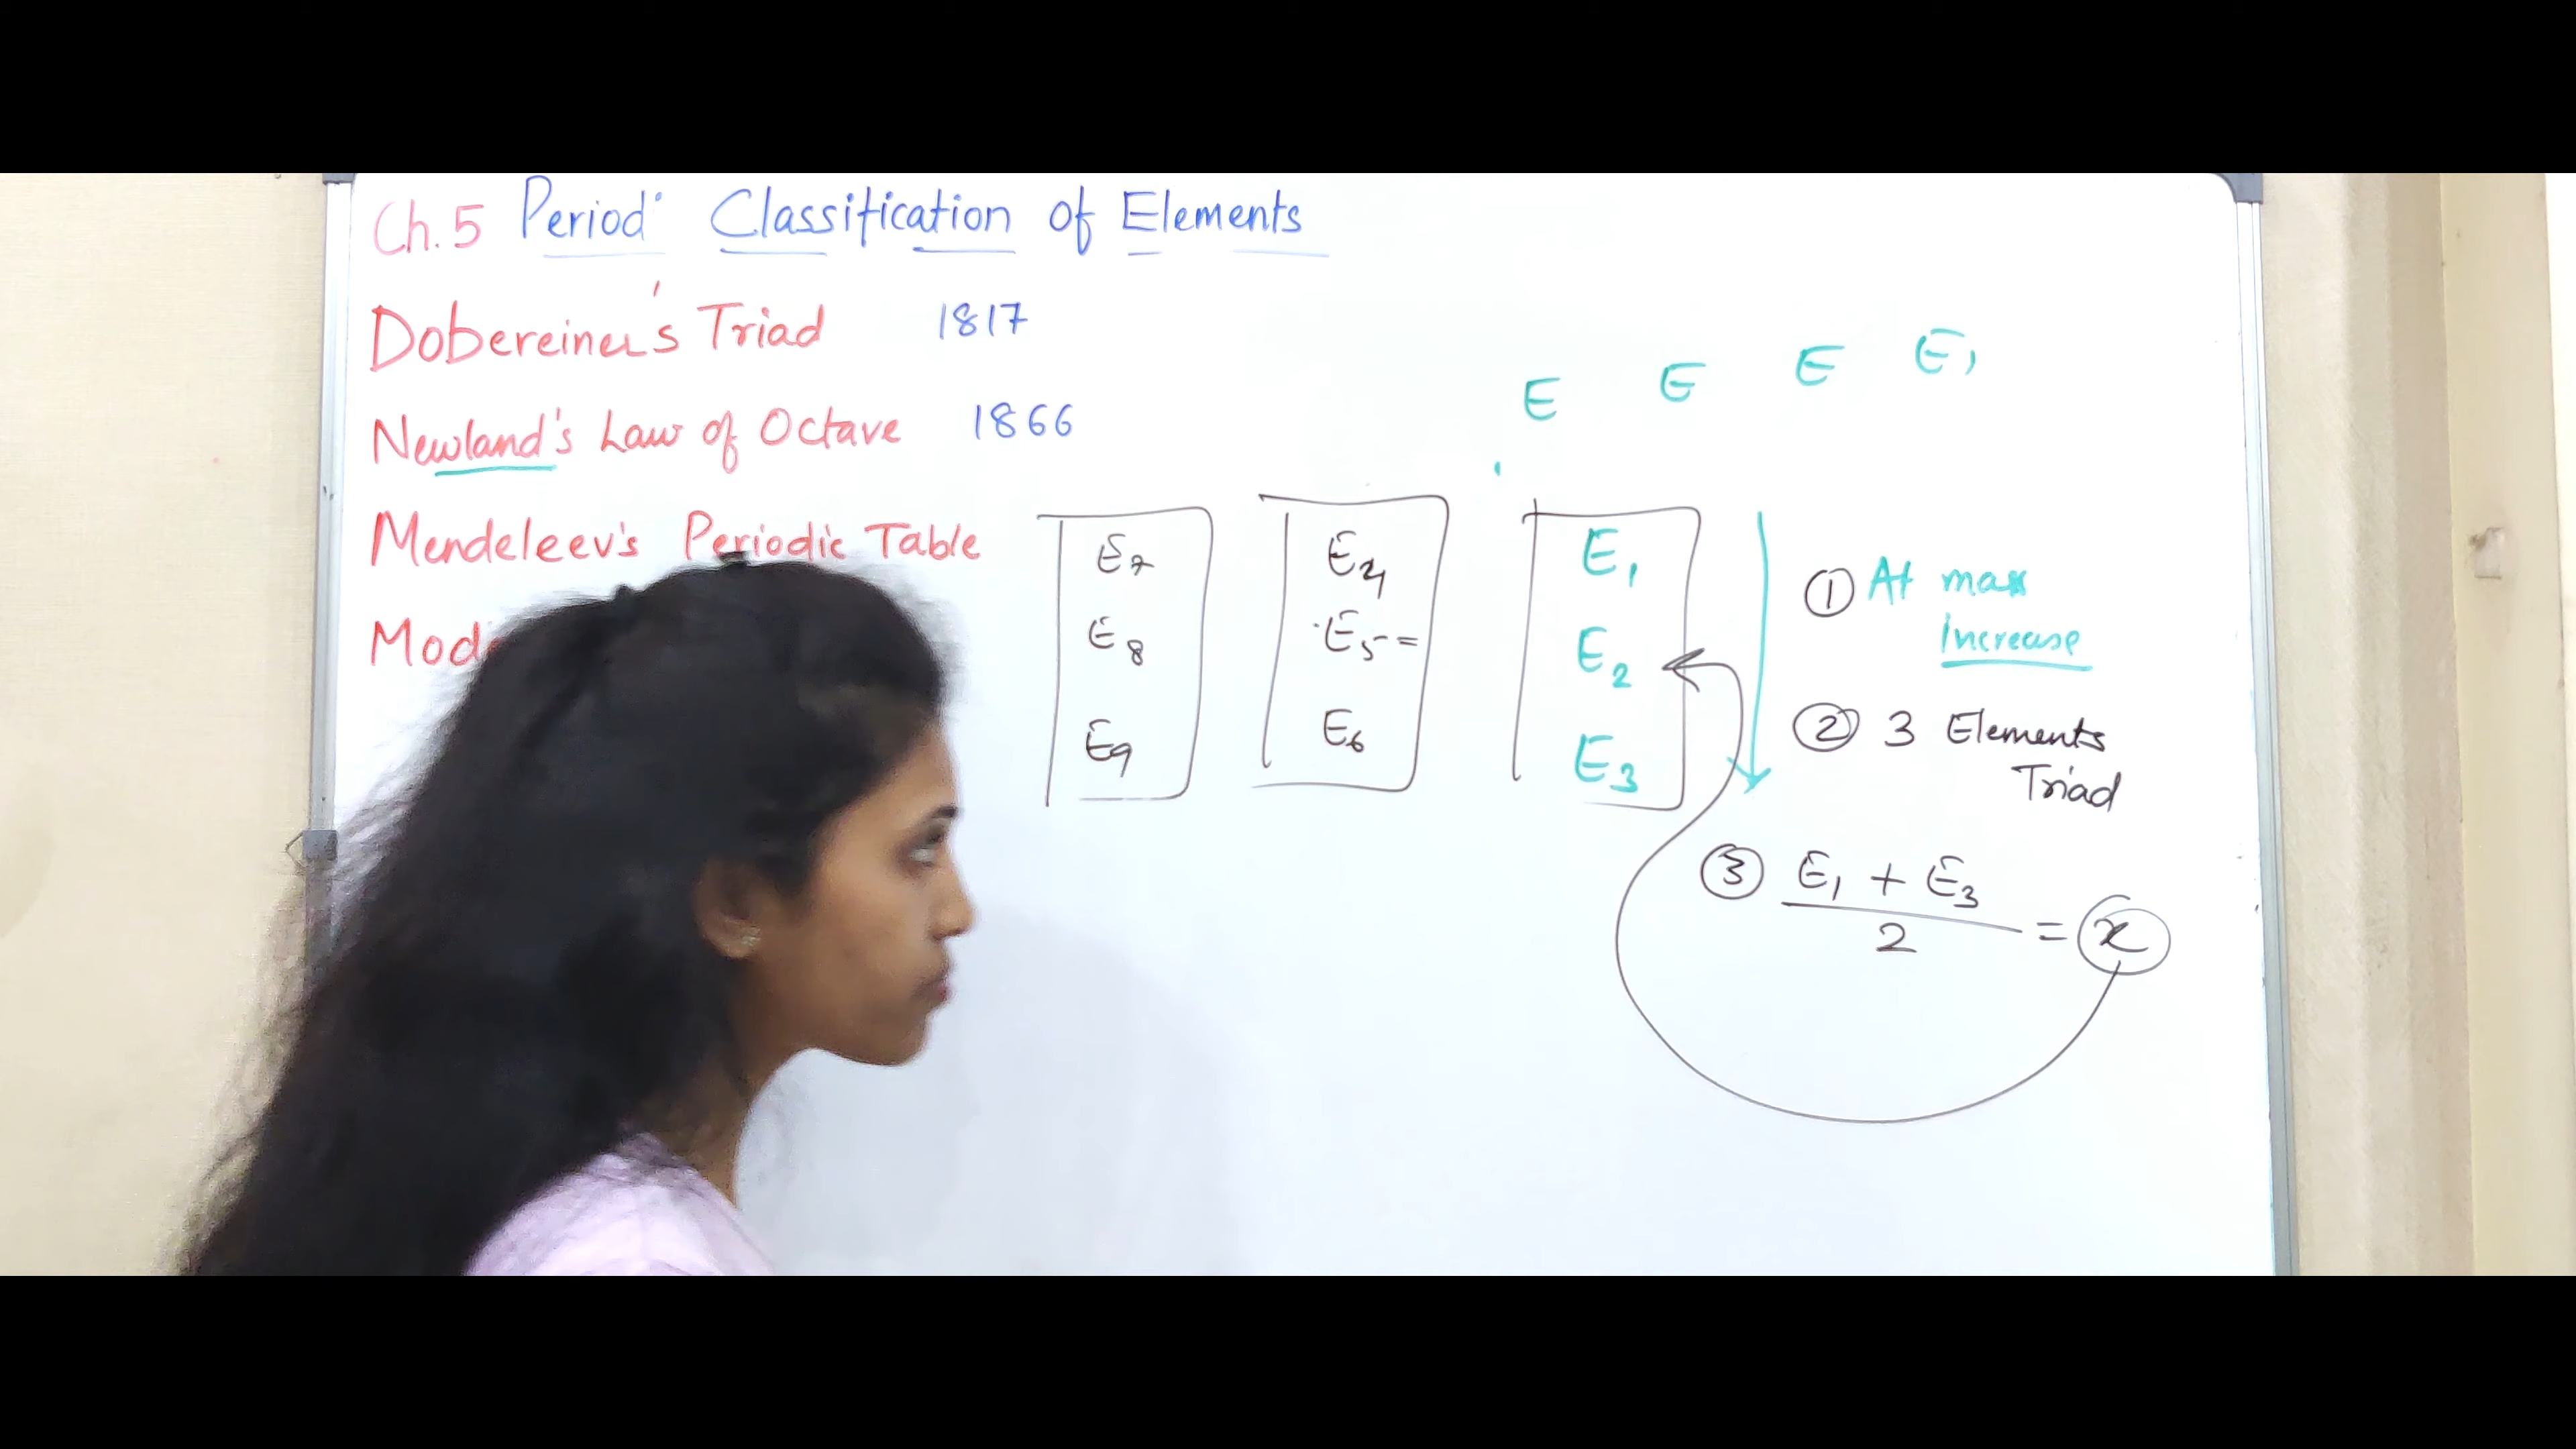 Ch.5 Period Classification of Elements
Dobereiner's Triad 1817
Newland's Law of Octave 1866
Mendeleev's Periodic Table
E E E E1
E7
E8
E9
E4
E5 =
E6
E1
E2
E3
① At mass
increase
② 3 Elements
Triad
③ E1 + E3
2
= x